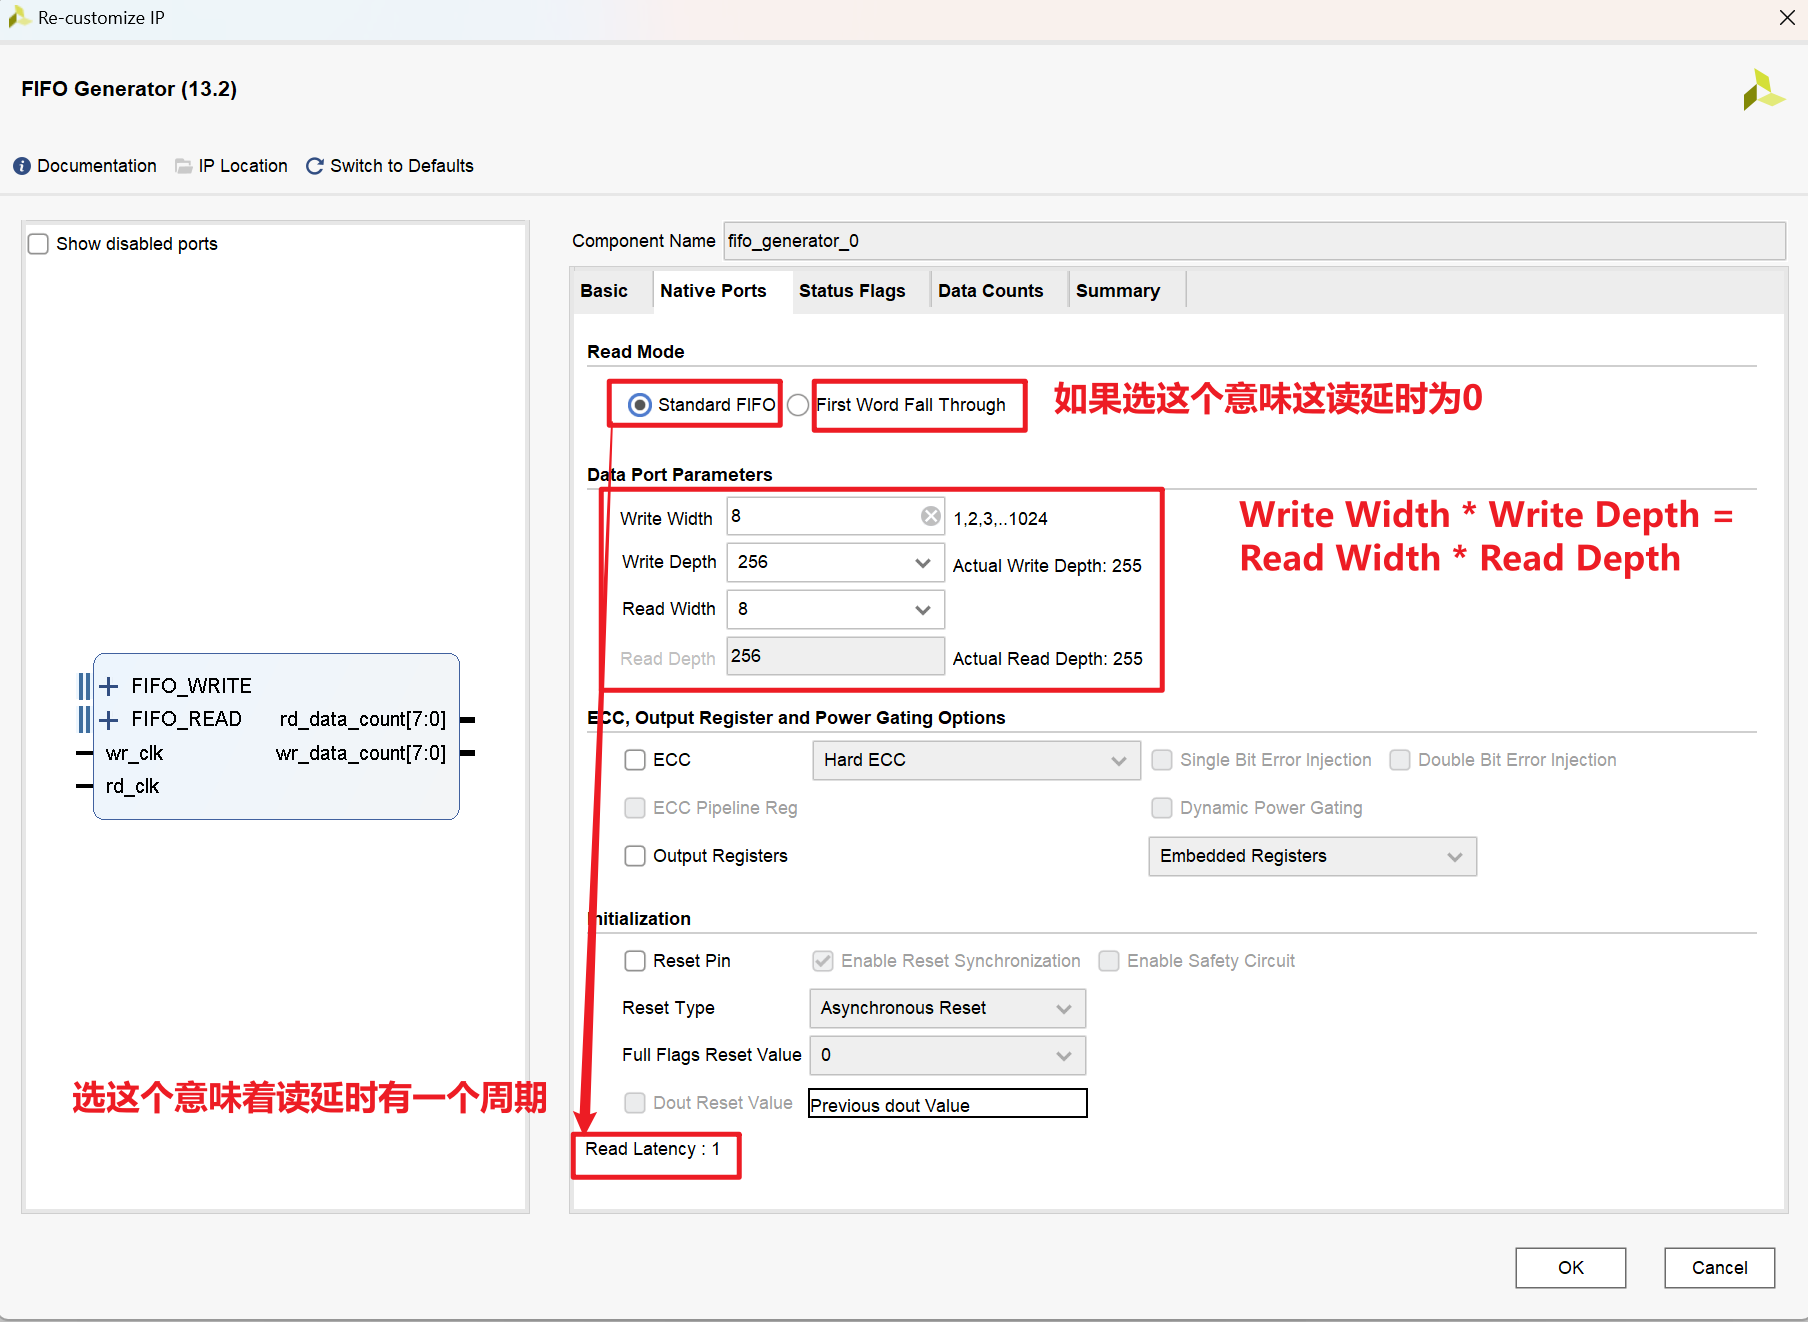 Re-customize IP
FIFO Generator (13.2)
Documentation IP Location Switch to Defaults
Show disabled ports
FIFO_WRITE
FIFO_READ rd_data_count[7:0]
wr_clk wr_data_count[7:0]
rd_clk
选这个意味着读延时有一个周期
Component Name fifo_generator_0
Basic Native Ports Status Flags Data Counts Summary
Read Mode
Standard FIFO First Word Fall Through 如果选这个意味这读延时为0
Data Port Parameters
Write Width 8 1,2,3,..1024
Write Depth 256 Actual Write Depth: 255
Read Width 8
Read Depth 256 Actual Read Depth: 255
Write Width * Write Depth =
Read Width * Read Depth
ECC, Output Register and Power Gating Options
ECC Hard ECC Single Bit Error Injection Double Bit Error Injection
ECC Pipeline Reg Dynamic Power Gating
Output Registers Embedded Registers
Initialization
Reset Pin Enable Reset Synchronization Enable Safety Circuit
Reset Type Asynchronous Reset
Full Flags Reset Value 0
Dout Reset Value Previous dout Value
Read Latency : 1
OK Cancel